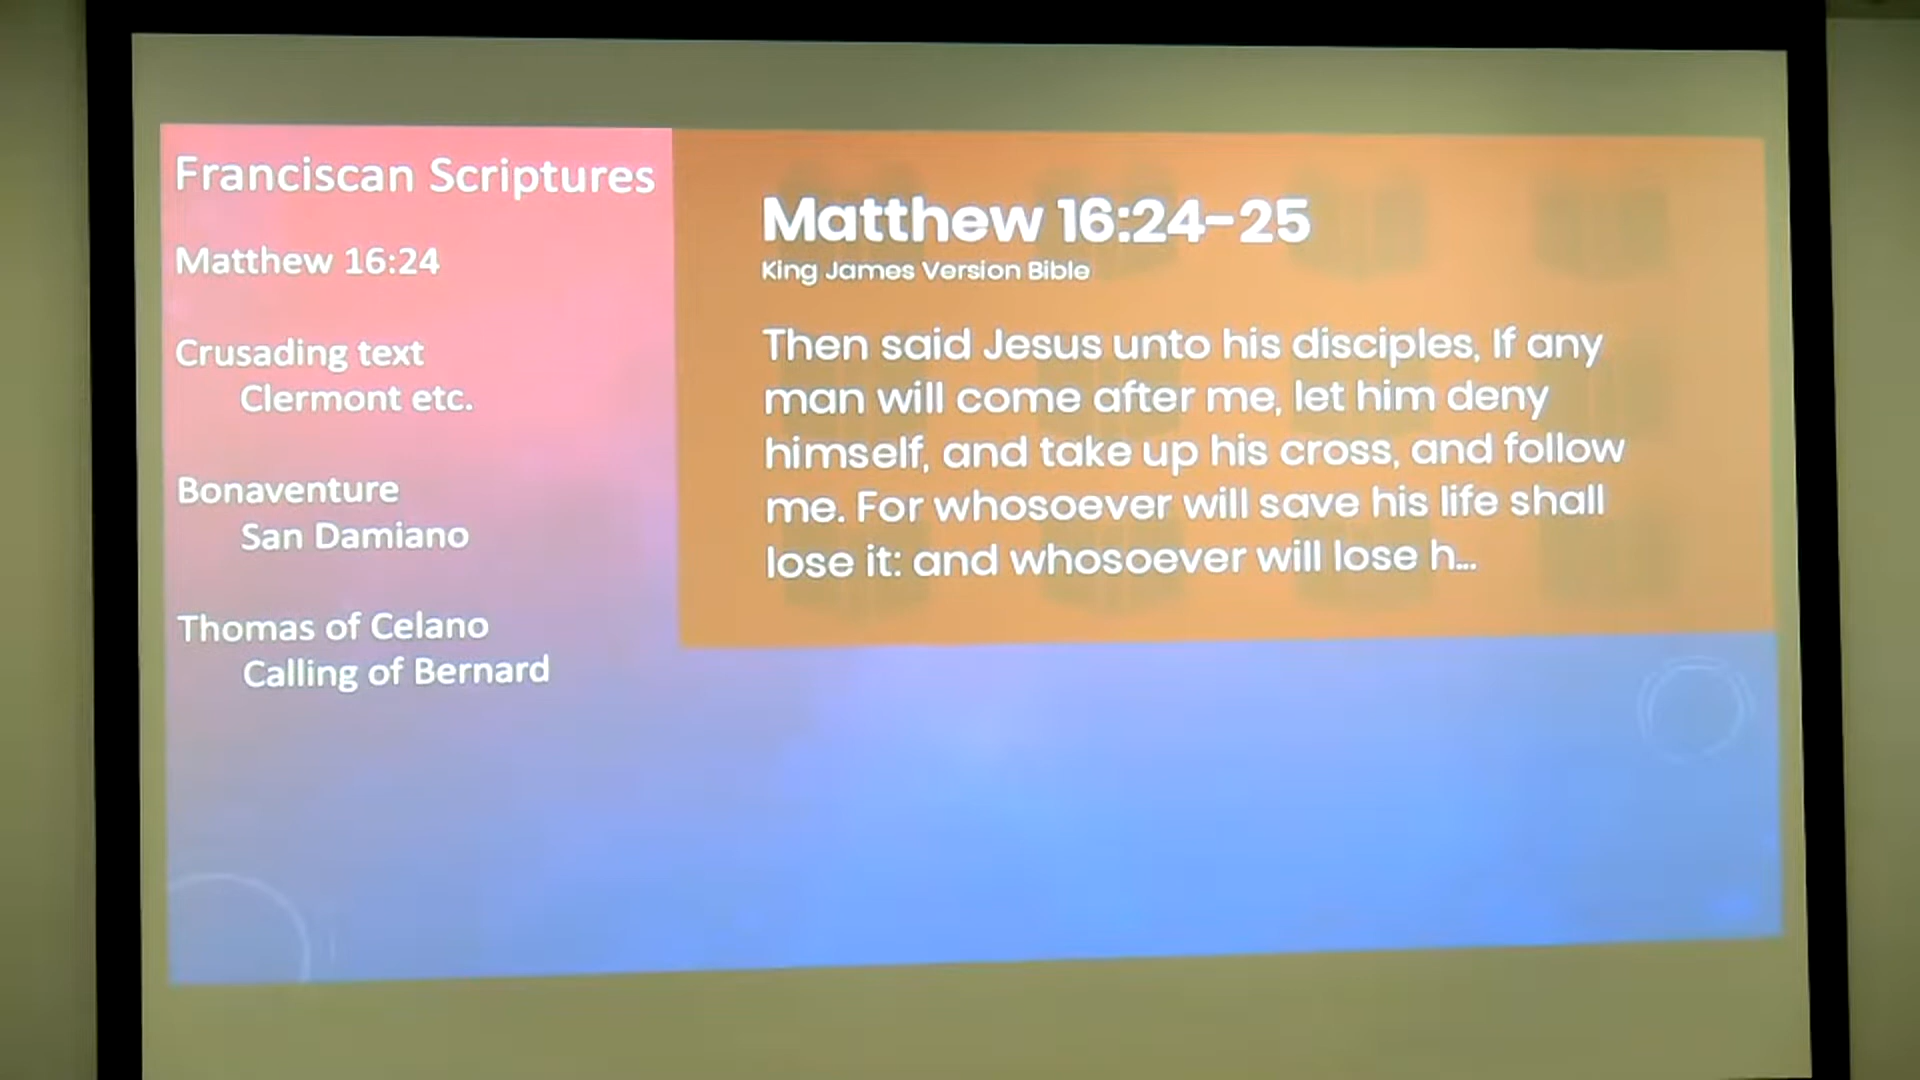 Franciscan Scriptures
Matthew 16:24
Crusading text
Clermont etc.
Bonaventure
San Damiano
Thomas of Celano
Calling of Bernard
Matthew 16:24-25
King James Version Bible
Then said Jesus unto his disciples, If any
man will come after me, let him deny
himself, and take up his cross, and follow
me. For whosoever will save his life shall
lose it: and whosoever will lose h...